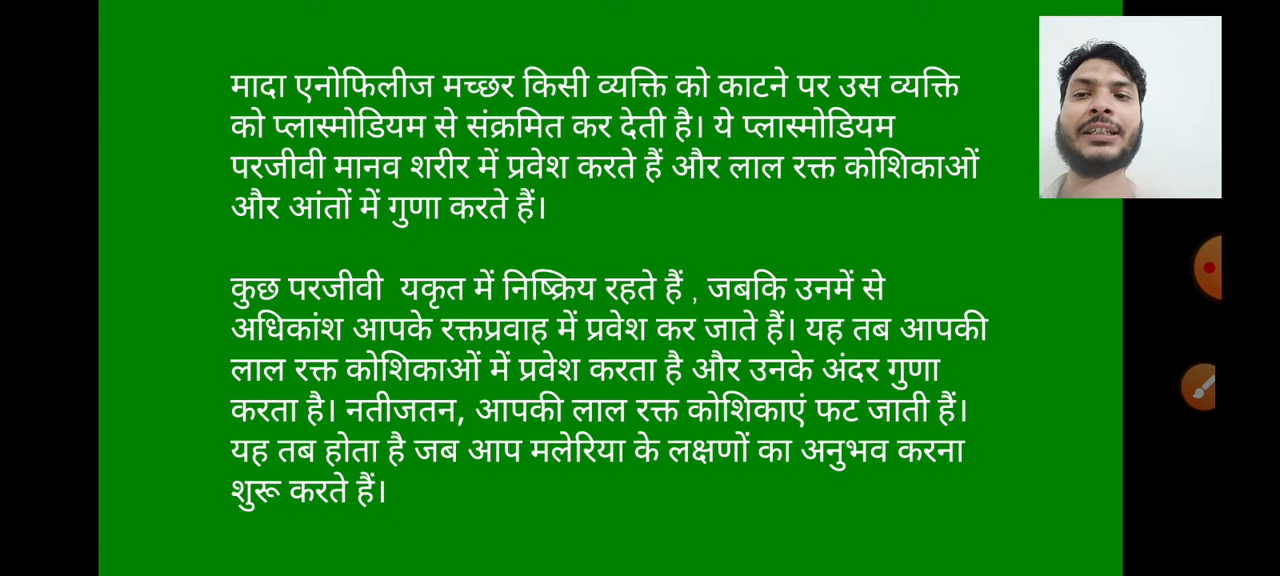 मादा एनोफिलीज मच्छर किसी व्यक्ति को काटने पर उस व्यक्ति
को प्लास्मोडियम से संक्रमित कर देती है। ये प्लास्मोडियम
परजीवी मानव शरीर में प्रवेश करते हैं और लाल रक्त कोशिकाओं
और आंतों में गुणा करते हैं।
कुछ परजीवी यकृत में निष्क्रिय रहते हैं , जबकि उनमें से
अधिकांश आपके रक्तप्रवाह में प्रवेश कर जाते हैं। यह तब आपकी
लाल रक्त कोशिकाओं में प्रवेश करता है और उनके अंदर गुणा
करता है। नतीजतन, आपकी लाल रक्त कोशिकाएं फट जाती हैं।
यह तब होता है जब आप मलेरिया के लक्षणों का अनुभव करना
शुरू करते हैं।